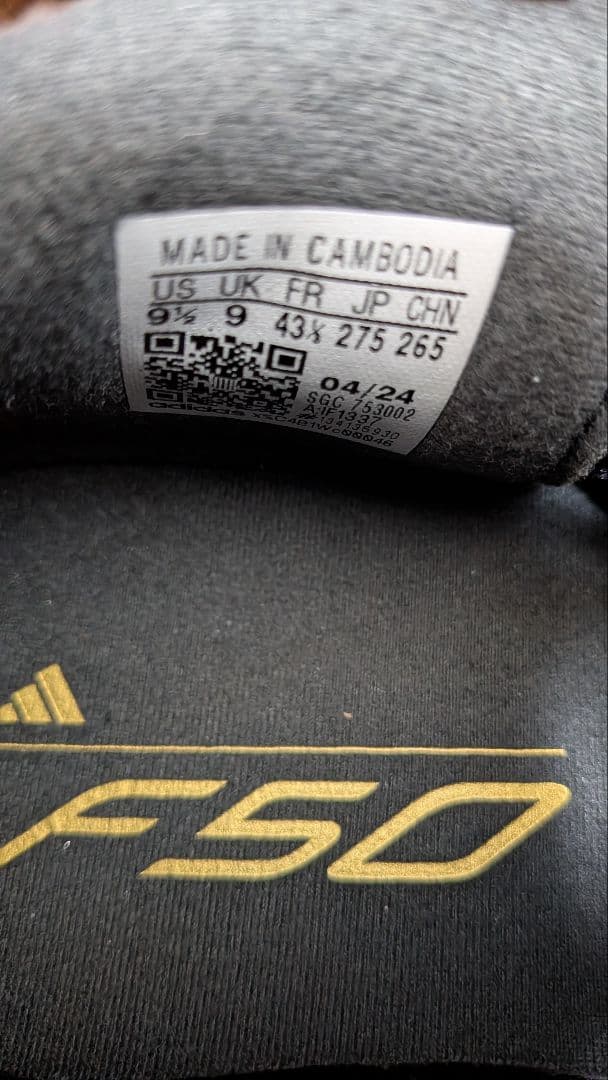 MADE IN CAMBODIA
US UK FR JP CHN
9½ 9 43⅓ 275 265
04/24
SGC 753002
adidas
F50